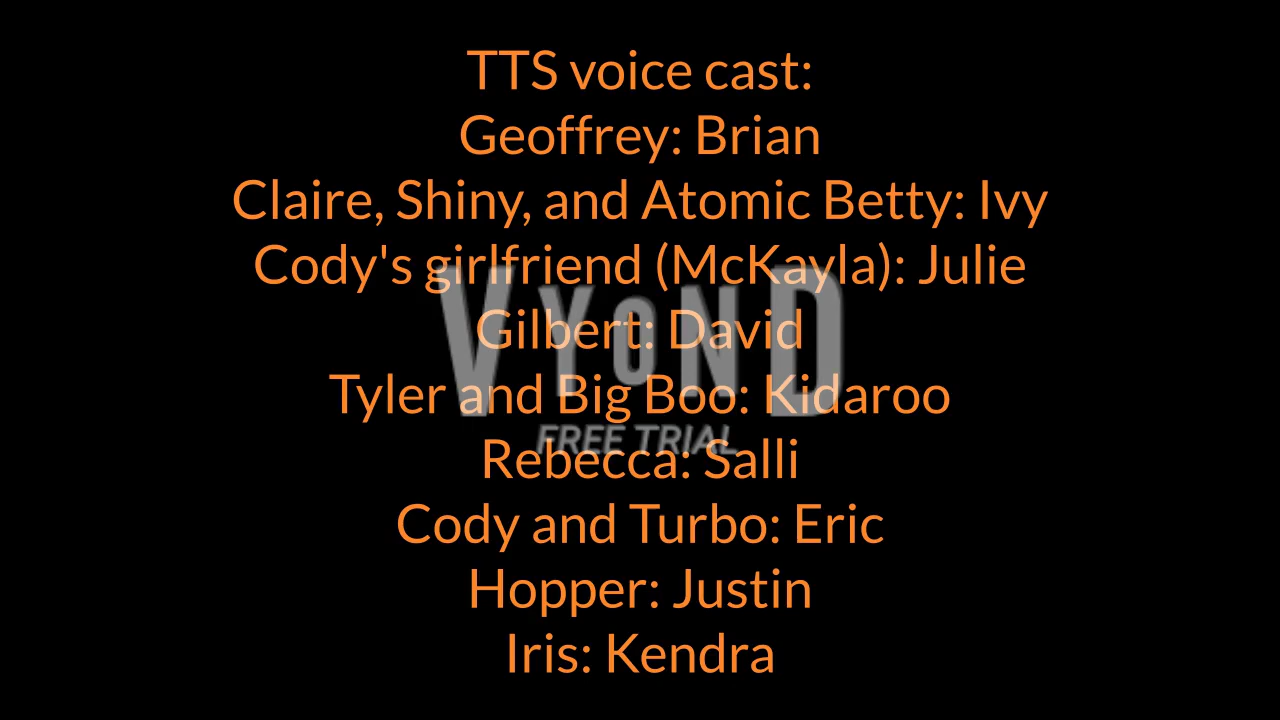 TTS voice cast:
Geoffrey: Brian
Claire, Shiny, and Atomic Betty: Ivy
Cody's girlfriend (McKayla): Julie
Gilbert: David
Tyler and Big Boo: Kidaroo
Rebecca: Salli
Cody and Turbo: Eric
Hopper: Justin
Iris: Kendra
VYOND
FREE TRIAL